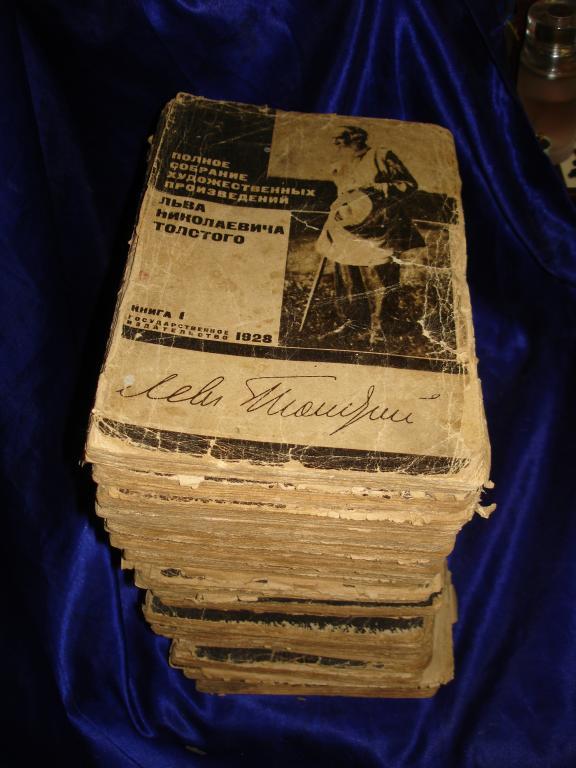 ПОЛНОЕ
СОБРАНИЕ
ХУДОЖЕСТВЕННЫХ
ПРОИЗВЕДЕНИЙ
ЛЬВА
НИКОЛАЕВИЧА
ТОЛСТОГО
КНИГА I
ГОСУДАРСТВЕННОЕ
ИЗДАТЕЛЬСТВО 1928
Левъ Толстой